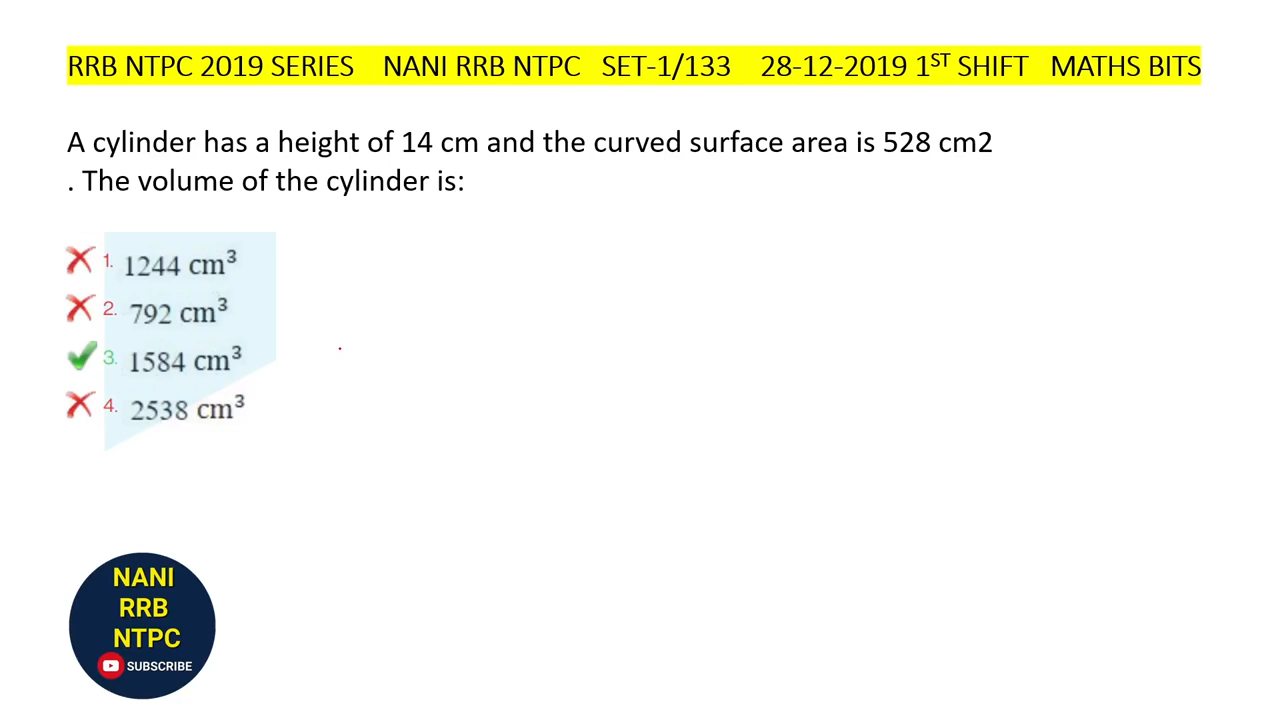 RRB NTPC 2019 SERIES NANI RRB NTPC SET-1/133 28-12-2019 1ST SHIFT MATHS BITS
A cylinder has a height of 14 cm and the curved surface area is 528 cm2
. The volume of the cylinder is:
1. 1244 cm³
2. 792 cm³
3. 1584 cm³
4. 2538 cm³
NANI
RRB
NTPC
SUBSCRIBE